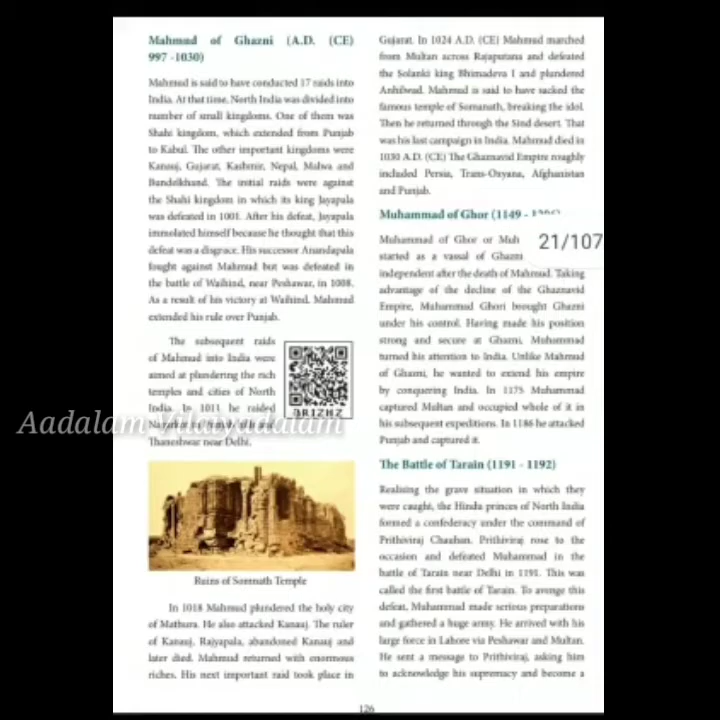 Mahmud of Ghazni (A.D. (CE)
997 -1030)
Mahmud is said to have conducted 17 raids into
India. At that time, North India was divided into
number of small kingdoms. One of them was
Shahi kingdom, which extended from Punjab
to Kabul. The other important kingdoms were
Kanauj, Gujarat, Kashmir, Nepal, Malwa and
Bundelkhand. The initial raids were against
the Shahi kingdom in which its king Jayapala
was defeated in 1001. After his defeat, Jayapala
immolated himself because he thought that this
defeat was a disgrace. His successor Anandapala
fought against Mahmud but was defeated in
the battle of Waihind, near Peshawar, in 1008.
As a result of his victory at Waihind, Mahmud
extended his rule over Punjab.
The subsequent raids
of Mahmud into India were
aimed at plundering the rich
temples and cities of North
India. In 1011 he raided
Thaneshwar near Delhi.
BRIZHZ
Aadalam Vilaiyadalam
Ruins of Somnath Temple
In 1018 Mahmud plundered the holy city
of Mathura. He also attacked Kanauj. The ruler
of Kanauj, Rajyapala, abandoned Kanauj and
later died. Mahmud returned with enormous
riches. His next important raid took place in
Gujarat. In 1024 A.D. (CE) Mahmud marched
from Multan across Rajaputana and defeated
the Solanki king Bhimadeva I and plundered
Anhilwad. Mahmud is said to have sacked the
famous temple of Somanath, breaking the idol.
Then he returned through the Sind desert. That
was his last campaign in India. Mahmud died in
1030 A.D. (CE) The Ghaznavid Empire roughly
included Persia, Trans-Oxyana, Afghanistan
and Punjab.
Muhammad of Ghor (1149 -
21/107
Muhammad of Ghor or Muh
started as a vassal of Ghazni
independent after the death of Mahmud. Taking
advantage of the decline of the Ghaznavid
Empire, Muhammad Ghori brought Ghazni
under his control. Having made his position
strong and secure at Ghazni, Muhammad
turned his attention to India. Unlike Mahmud
of Ghazni, he wanted to extend his empire
by conquering India. In 1175 Muhammad
captured Multan and occupied whole of it in
his subsequent expeditions. In 1186 he attacked
Punjab and captured it.
The Battle of Tarain (1191 - 1192)
Realising the grave situation in which they
were caught, the Hindu princes of North India
formed a confederacy under the command of
Prithiviraj Chauhan. Prithiviraj rose to the
occasion and defeated Muhammad in the
battle of Tarain near Delhi in 1191. This was
called the first battle of Tarain. To avenge this
defeat, Muhammad made serious preparations
and gathered a huge army. He arrived with his
large force in Lahore via Peshawar and Multan.
He sent a message to Prithiviraj, asking him
to acknowledge his supremacy and become a
126